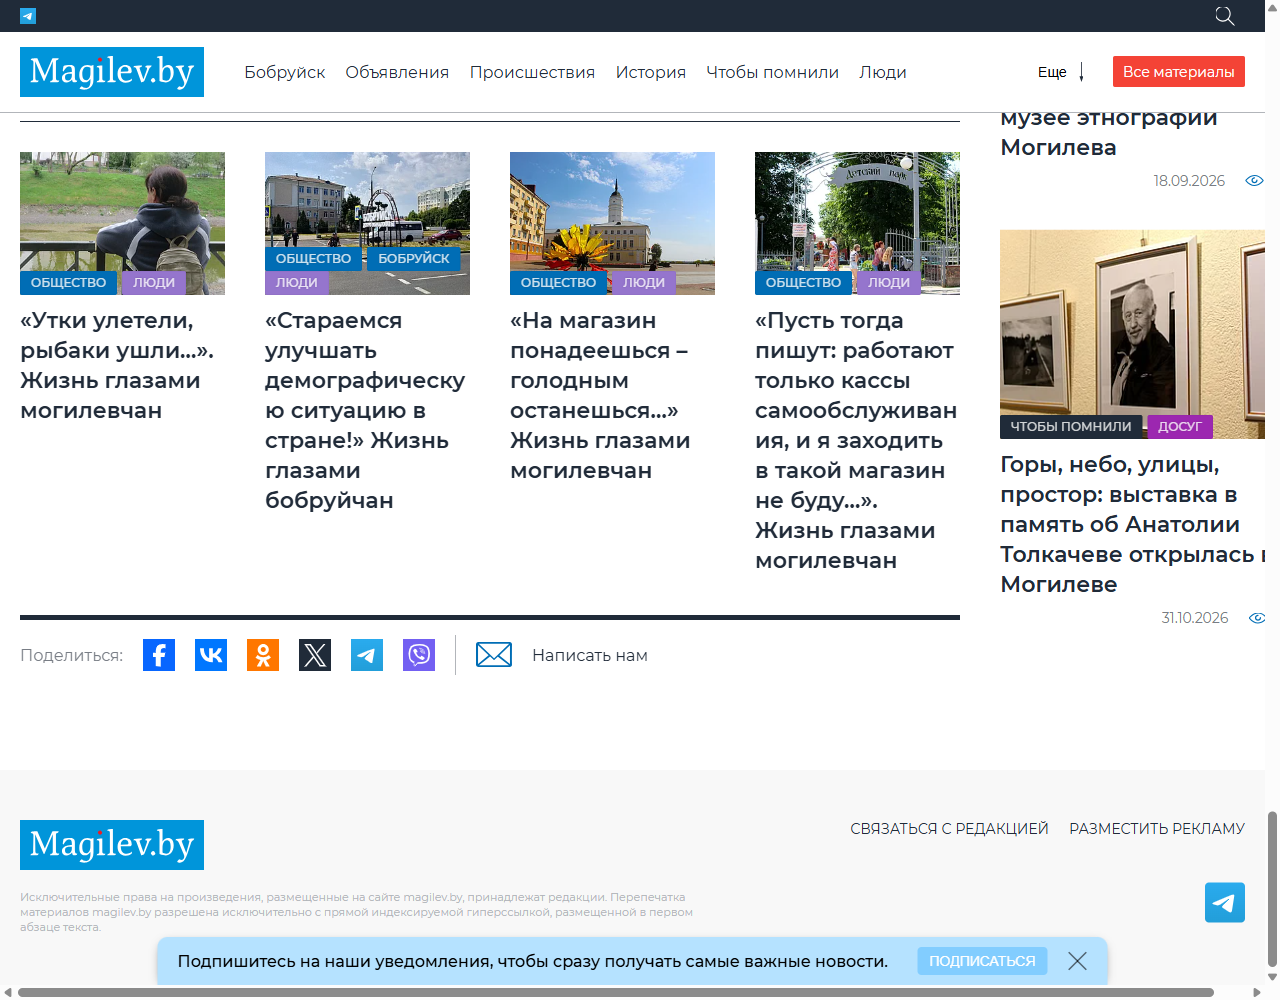 Magilev.by
Бобруйск Объявления Происшествия История Чтобы помнили Люди Еще Все материалы
музее этнографии
Могилева
18.09.2026
ОБЩЕСТВО ЛЮДИ
«Утки улетели,
рыбаки ушли…».
Жизнь глазами
могилевчан
БОБРУЙСК
ОБЩЕСТВО БОБРУЙСК
ЛЮДИ
«Стараемся
улучшать
демографическу
ю ситуацию в
стране!» Жизнь
глазами
бобруйчан
ОБЩЕСТВО ЛЮДИ
«На магазин
понадеешься –
голодным
останешься…»
Жизнь глазами
могилевчан
Детский парк
ОБЩЕСТВО ЛЮДИ
«Пусть тогда
пишут: работают
только кассы
самообслуживан
ия, и я заходить
в такой магазин
не буду…».
Жизнь глазами
могилевчан
ЧТОБЫ ПОМНИЛИ ДОСУГ
Горы, небо, улицы,
простор: выставка в
память об Анатолии
Толкачеве открылась в
Могилеве
31.10.2026
Поделиться: Написать нам
Magilev.by
СВЯЗАТЬСЯ С РЕДАКЦИЕЙ РАЗМЕСТИТЬ РЕКЛАМУ
Исключительные права на произведения, размещенные на сайте magilev.by, принадлежат редакции. Перепечатка
материалов magilev.by разрешена исключительно с прямой индексируемой гиперссылкой, размещенной в первом
абзаце текста.
Подпишитесь на наши уведомления, чтобы сразу получать самые важные новости. ПОДПИСАТЬСЯ